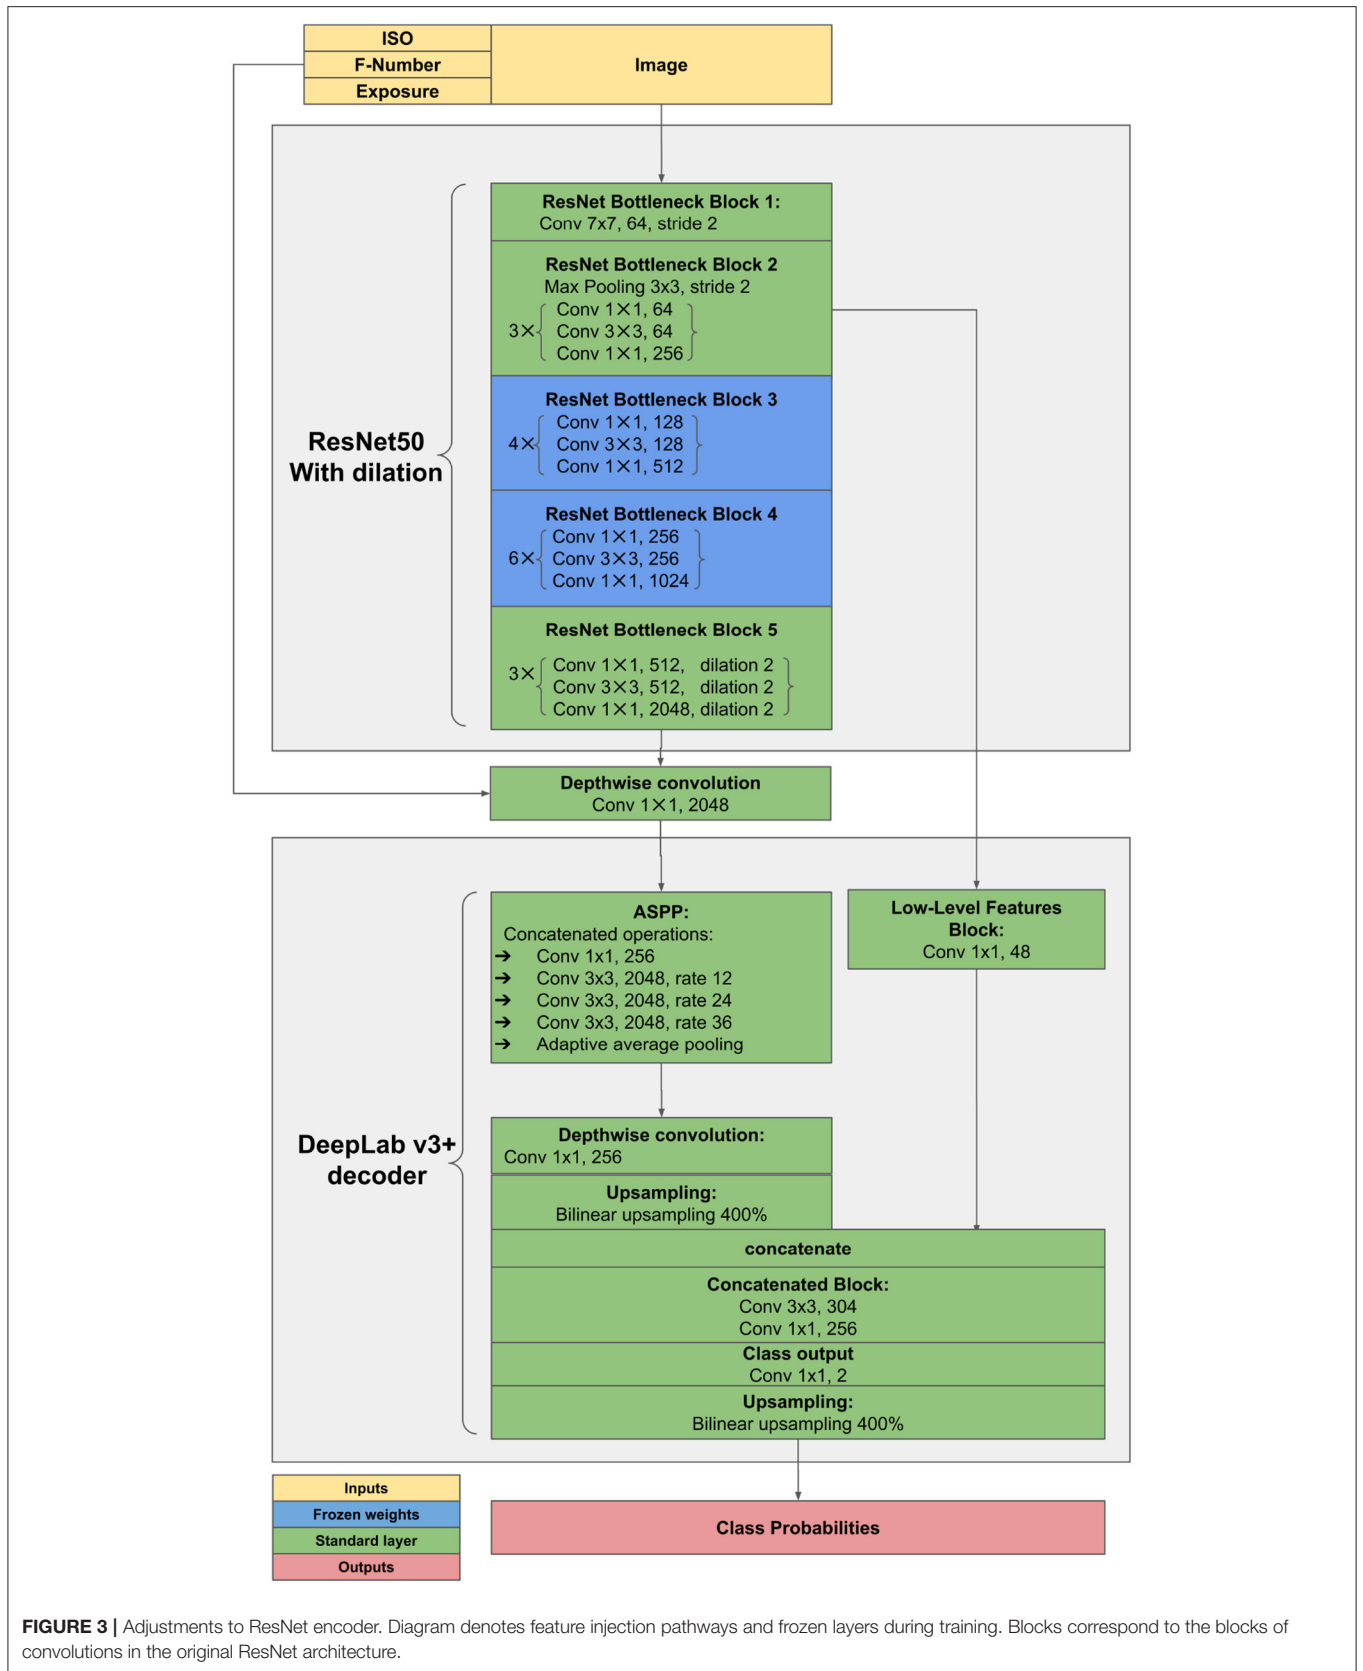 ISO
F-Number
Exposure
Image
ResNet50
With dilation
ResNet Bottleneck Block 1:
Conv 7x7, 64, stride 2
ResNet Bottleneck Block 2
Max Pooling 3x3, stride 2
3×
Conv 1×1, 64
Conv 3×3, 64
Conv 1×1, 256
ResNet Bottleneck Block 3
4×
Conv 1×1, 128
Conv 3×3, 128
Conv 1×1, 512
ResNet Bottleneck Block 4
6×
Conv 1×1, 256
Conv 3×3, 256
Conv 1×1, 1024
ResNet Bottleneck Block 5
3×
Conv 1×1, 512, dilation 2
Conv 3×3, 512, dilation 2
Conv 1×1, 2048, dilation 2
Depthwise convolution
Conv 1×1, 2048
DeepLab v3+
decoder
ASPP:
Concatenated operations:
➔ Conv 1x1, 256
➔ Conv 3x3, 2048, rate 12
➔ Conv 3x3, 2048, rate 24
➔ Conv 3x3, 2048, rate 36
➔ Adaptive average pooling
Low-Level Features
Block:
Conv 1x1, 48
Depthwise convolution:
Conv 1x1, 256
Upsampling:
Bilinear upsampling 400%
concatenate
Concatenated Block:
Conv 3x3, 304
Conv 1x1, 256
Class output
Conv 1x1, 2
Upsampling:
Bilinear upsampling 400%
Inputs
Frozen weights
Standard layer
Outputs
Class Probabilities
FIGURE 3 | Adjustments to ResNet encoder. Diagram denotes feature injection pathways and frozen layers during training. Blocks correspond to the blocks of
convolutions in the original ResNet architecture.